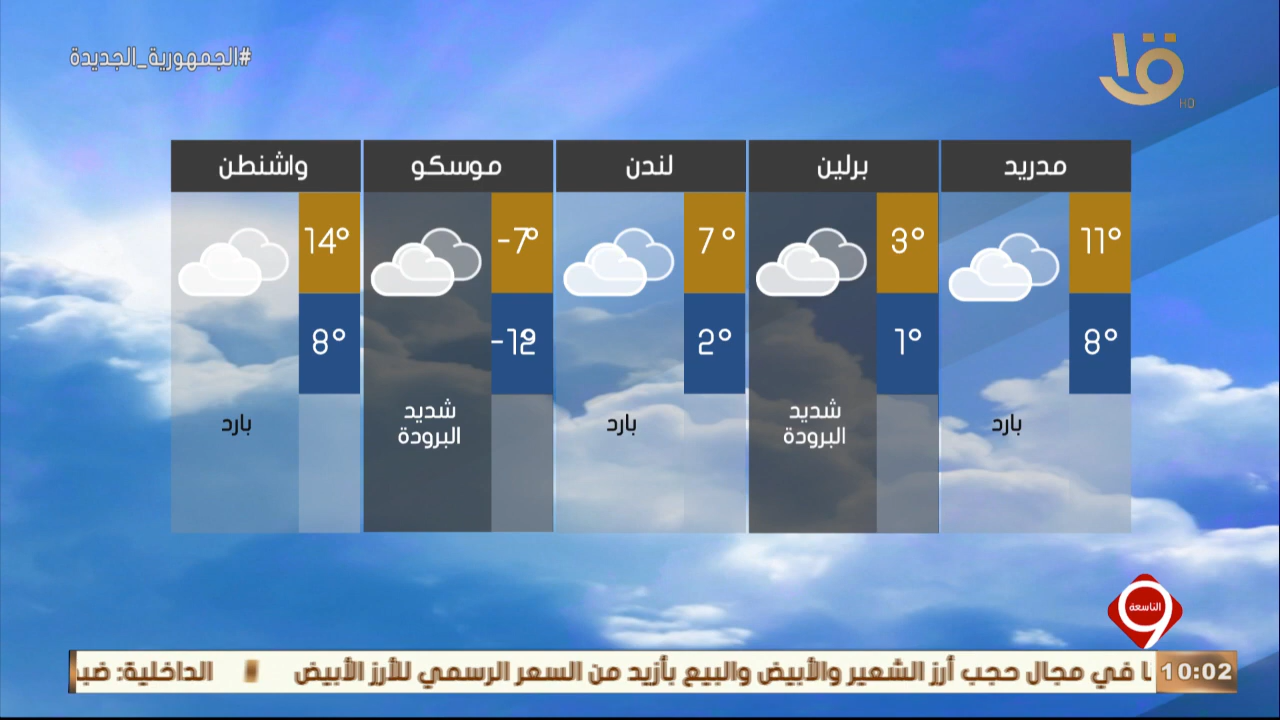 #الجمهورية_الجديدة
HD
مدريد
11°
8°
بارد
برلين
3°
1°
شديد
البرودة
لندن
7°
2°
بارد
موسكو
-7°
-12°
شديد
البرودة
واشنطن
14°
8°
بارد
التاسعة
9
10:02
في مجال حجب أرز الشعير والأبيض والبيع بأزيد من السعر الرسمي للأرز الأبيض
الداخلية: